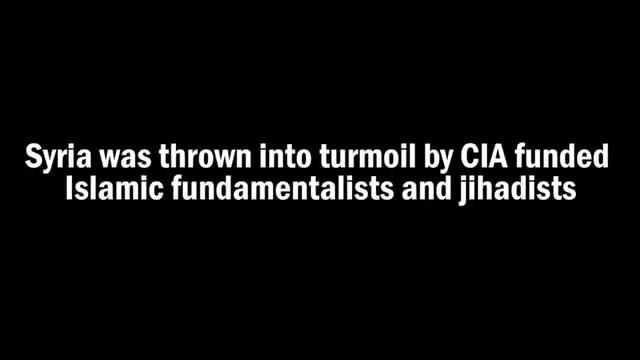 Syria was thrown into turmoil by CIA funded
Islamic fundamentalists and jihadists